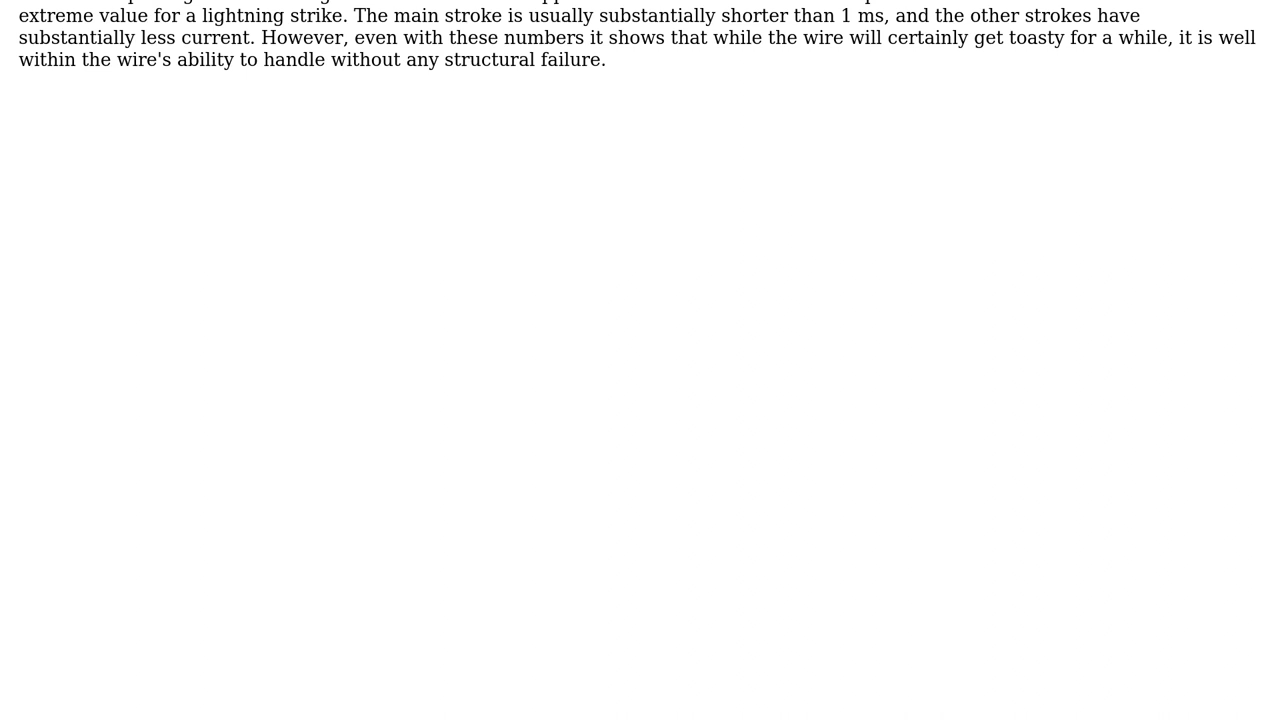 extreme value for a lightning strike. The main stroke is usually substantially shorter than 1 ms, and the other strokes have
substantially less current. However, even with these numbers it shows that while the wire will certainly get toasty for a while, it is well
within the wire's ability to handle without any structural failure.